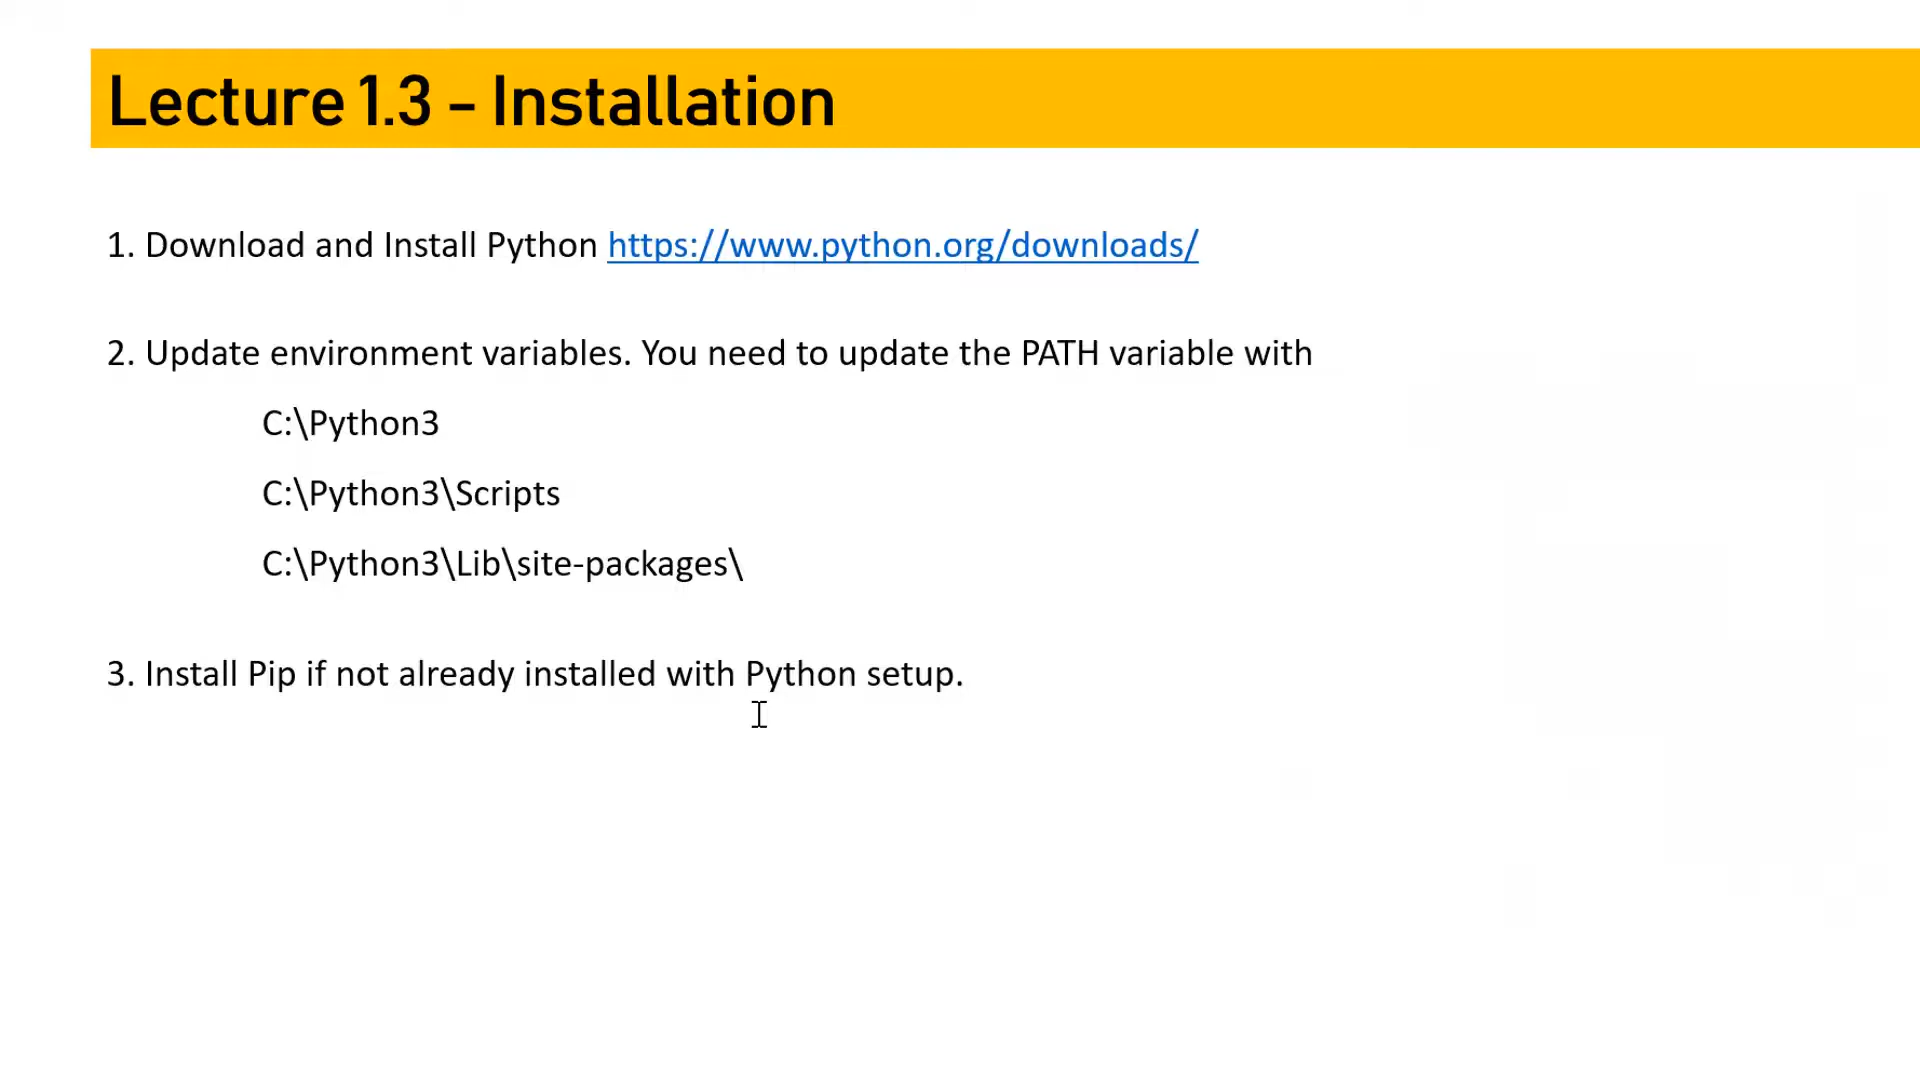 Lecture 1.3 – Installation
1. Download and Install Python https://www.python.org/downloads/
2. Update environment variables. You need to update the PATH variable with
C:\Python3
C:\Python3\Scripts
C:\Python3\Lib\site-packages\
3. Install Pip if not already installed with Python setup.